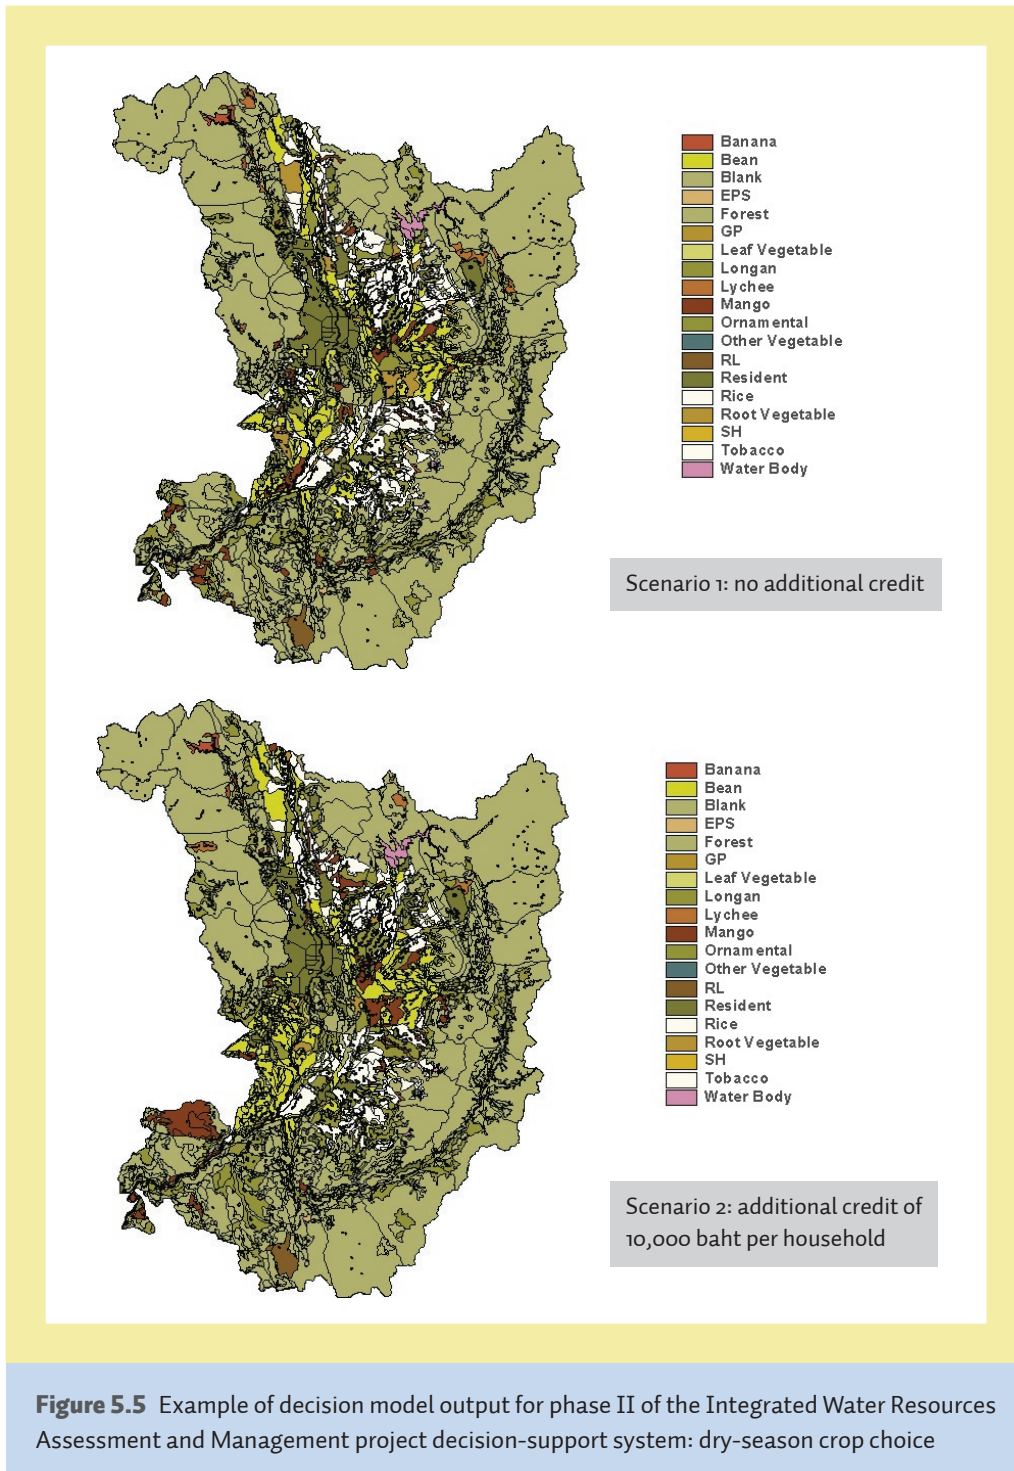 Banana
Bean
Blank
EPS
Forest
GP
Leaf Vegetable
Longan
Lychee
Mango
Ornamental
Other Vegetable
RL
Resident
Rice
Root Vegetable
SH
Tobacco
Water Body
Scenario 1: no additional credit
Banana
Bean
Blank
EPS
Forest
GP
Leaf Vegetable
Longan
Lychee
Mango
Ornamental
Other Vegetable
RL
Resident
Rice
Root Vegetable
SH
Tobacco
Water Body
Scenario 2: additional credit of
10,000 baht per household
Figure 5.5 Example of decision model output for phase II of the Integrated Water Resources
Assessment and Management project decision-support system: dry-season crop choice